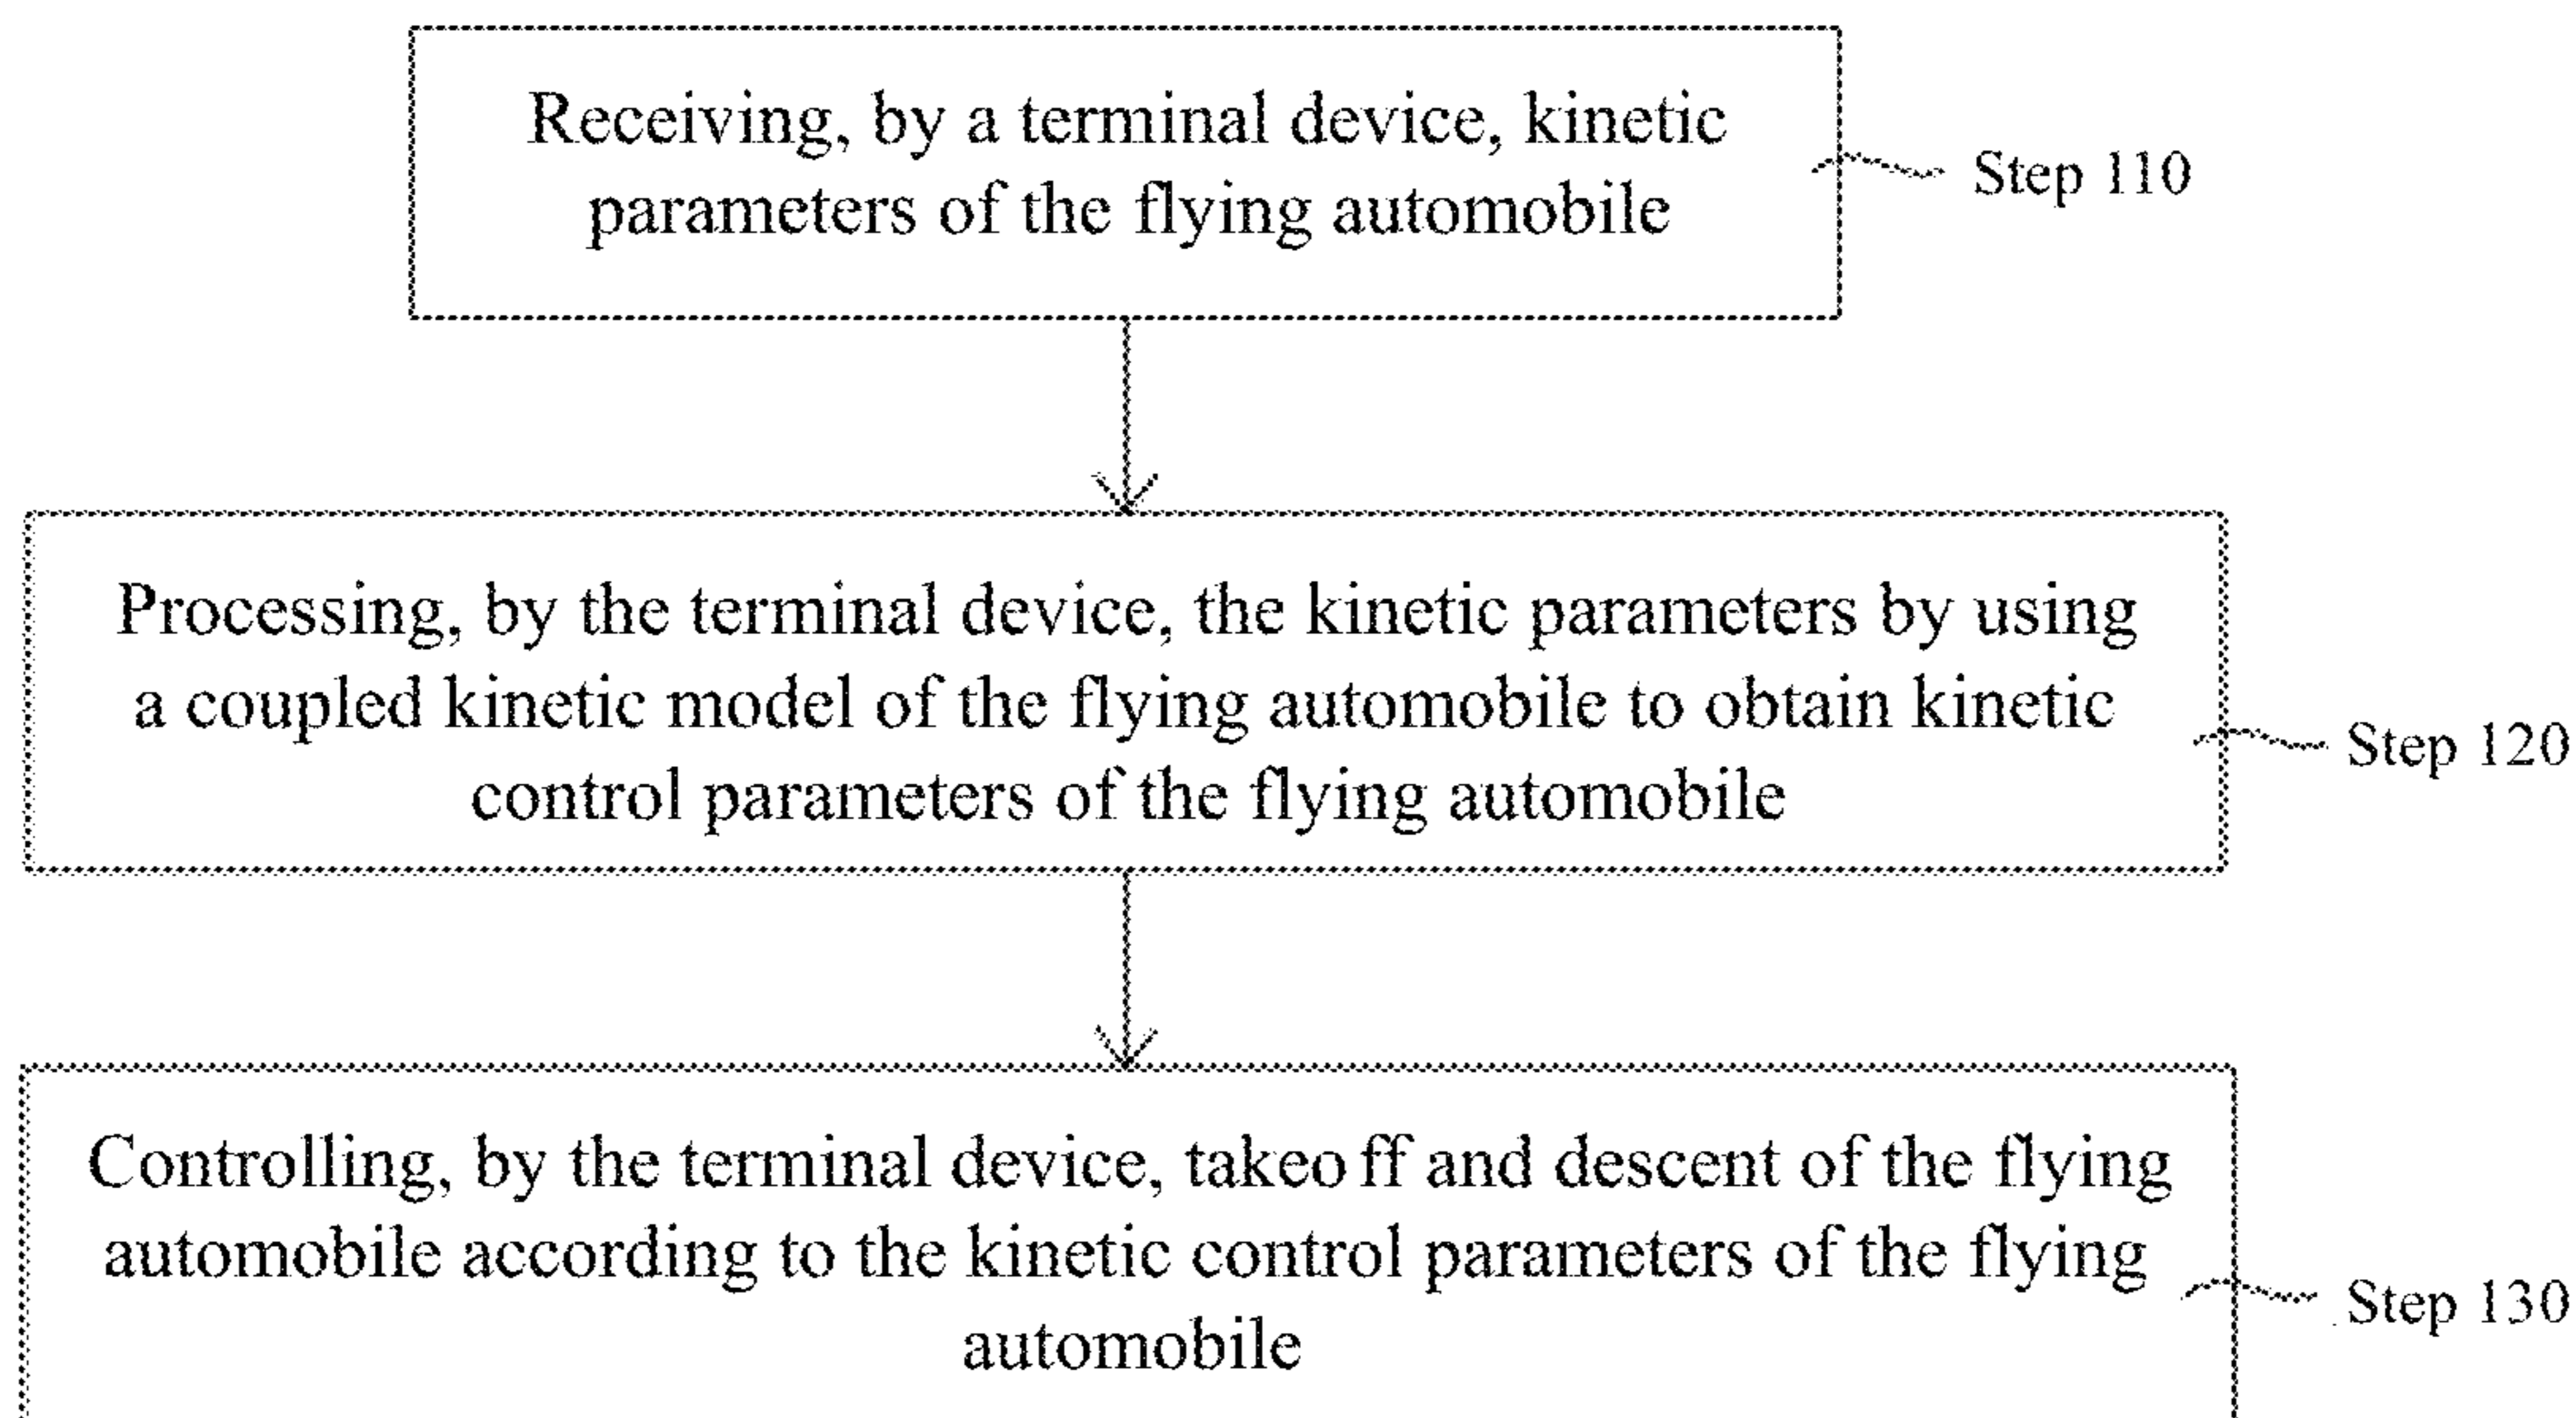 Receiving, by a terminal device, kinetic
parameters of the flying automobile
Step 110
Processing, by the terminal device, the kinetic parameters by using
a coupled kinetic model of the flying automobile to obtain kinetic
control parameters of the flying automobile
Step 120
Controlling, by the terminal device, takeoff and descent of the flying
automobile according to the kinetic control parameters of the flying
automobile
Step 130